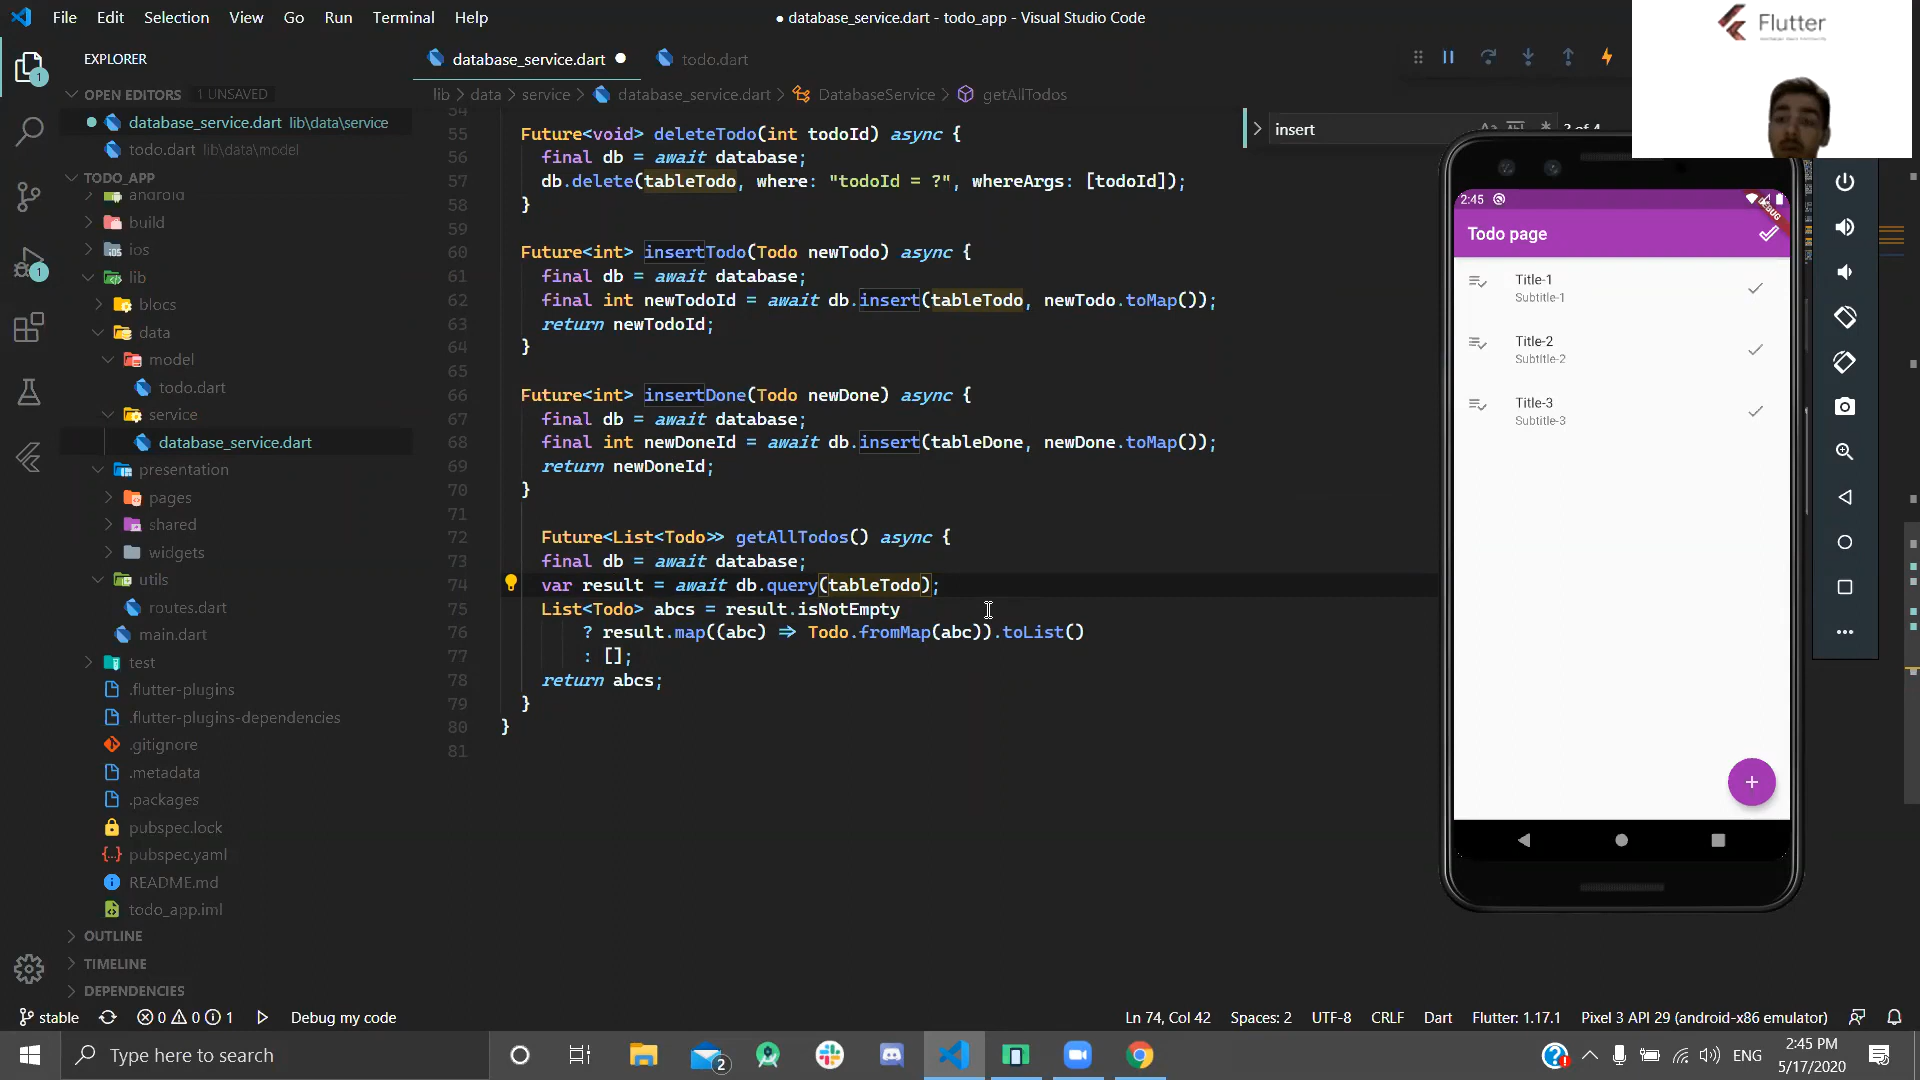 File Edit Selection View Go Run Terminal Help
● database_service.dart - todo_app - Visual Studio Code
Flutter
EXPLORER
OPEN EDITORS 1 UNSAVED
database_service.dart lib\data\service
todo.dart lib\data\model
TODO_APP
android
build
ios
lib
blocs
data
model
todo.dart
service
database_service.dart
presentation
pages
shared
widgets
utils
routes.dart
main.dart
test
.flutter-plugins
.flutter-plugins-dependencies
.gitignore
.metadata
.packages
pubspec.lock
pubspec.yaml
README.md
todo_app.iml
OUTLINE
TIMELINE
DEPENDENCIES
database_service.dart ●
todo.dart
lib > data > service > database_service.dart > DatabaseService > getAllTodos
insert
2 of 4
54
55 Future<void> deleteTodo(int todoId) async {
56 final db = await database;
57 db.delete(tableTodo, where: "todoId = ?", whereArgs: [todoId]);
58 }
59
60 Future<int> insertTodo(Todo newTodo) async {
61 final db = await database;
62 final int newTodoId = await db.insert(tableTodo, newTodo.toMap());
63 return newTodoId;
64 }
65
66 Future<int> insertDone(Todo newDone) async {
67 final db = await database;
68 final int newDoneId = await db.insert(tableDone, newDone.toMap());
69 return newDoneId;
70 }
71
72 Future<List<Todo>> getAllTodos() async {
73 final db = await database;
74 var result = await db.query(tableTodo);
75 List<Todo> abcs = result.isNotEmpty
76 ? result.map((abc) => Todo.fromMap(abc)).toList()
77 : [];
78 return abcs;
79 }
80 }
81
2:45
DEBUG
Todo page
Title-1
Subtitle-1
Title-2
Subtitle-2
Title-3
Subtitle-3
stable 0 0 1 Debug my code
Ln 74, Col 42 Spaces: 2 UTF-8 CRLF Dart Flutter: 1.17.1 Pixel 3 API 29 (android-x86 emulator)
Type here to search
2
ENG
2:45 PM
5/17/2020